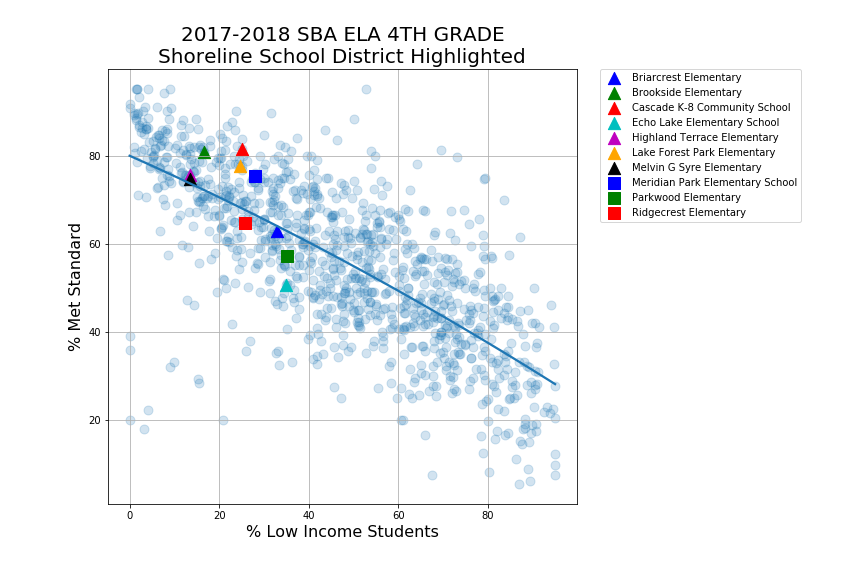 2017-2018 SBA ELA 4TH GRADE
Shoreline School District Highlighted
Briarcrest Elementary
Brookside Elementary
Cascade K-8 Community School
Echo Lake Elementary School
Highland Terrace Elementary
Lake Forest Park Elementary
Melvin G Syre Elementary
Meridian Park Elementary School
Parkwood Elementary
Ridgecrest Elementary
% Met Standard
80
60
40
20
0 20 40 60 80
% Low Income Students